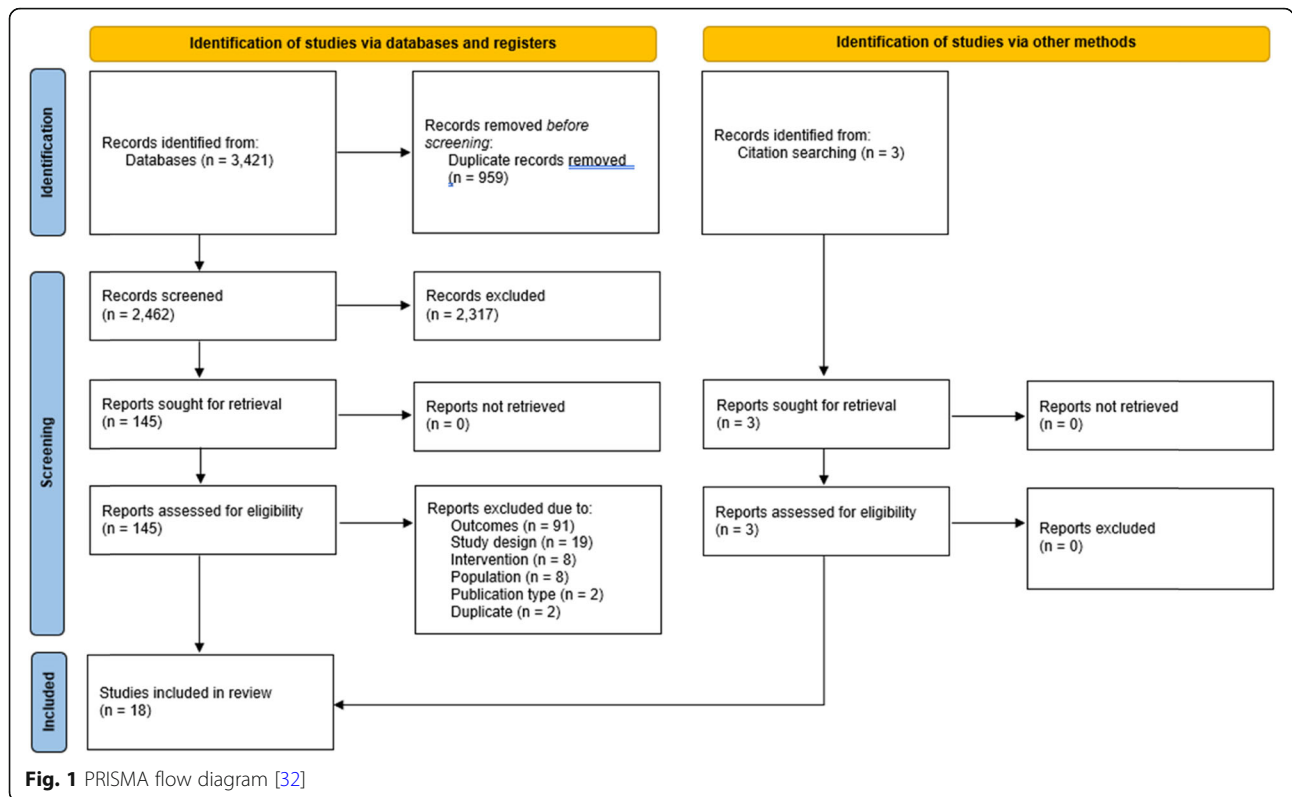 Identification of studies via databases and registers
Identification of studies via other methods
Identification
Records identified from:
Databases (n = 3,421)
Records removed before
screening:
Duplicate records removed
(n = 959)
Records identified from:
Citation searching (n = 3)
Screening
Records screened
(n = 2,462)
Records excluded
(n = 2,317)
Reports sought for retrieval
(n = 145)
Reports not retrieved
(n = 0)
Reports sought for retrieval
(n = 3)
Reports not retrieved
(n = 0)
Reports assessed for eligibility
(n = 145)
Reports excluded due to:
Outcomes (n = 91)
Study design (n = 19)
Intervention (n = 8)
Population (n = 8)
Publication type (n = 2)
Duplicate (n = 2)
Reports assessed for eligibility
(n = 3)
Reports excluded
(n = 0)
Included
Studies included in review
(n = 18)
Fig. 1 PRISMA flow diagram [32]